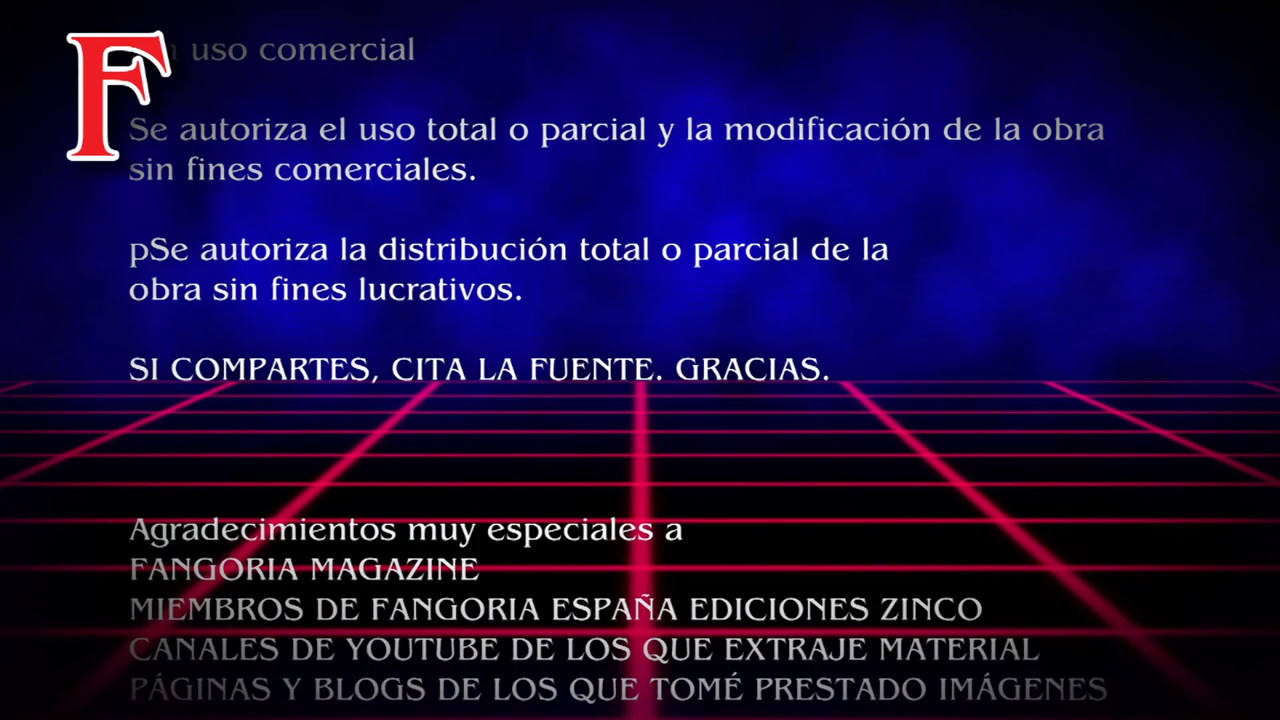 F
uso comercial
Se autoriza el uso total o parcial y la modificación de la obra
sin fines comerciales.
pSe autoriza la distribución total o parcial de la
obra sin fines lucrativos.
SI COMPARTES, CITA LA FUENTE. GRACIAS.
Agradecimientos muy especiales a
FANGORIA MAGAZINE
MIEMBROS DE FANGORIA ESPAÑA EDICIONES ZINCO
CANALES DE YOUTUBE DE LOS QUE EXTRAJE MATERIAL
PÁGINAS Y BLOGS DE LOS QUE TOMÉ PRESTADO IMÁGENES